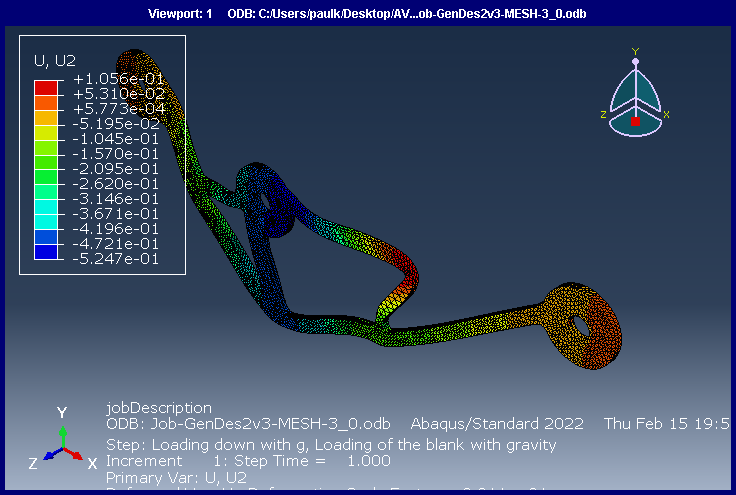 Viewport: 1 ODB: C:/Users/paulk/Desktop/AV...ob-GenDes2v3-MESH-3_0.odb
U, U2
+1.056e-01
+5.310e-02
+5.773e-04
-5.195e-02
-1.045e-01
-1.570e-01
-2.095e-01
-2.620e-01
-3.146e-01
-3.671e-01
-4.196e-01
-4.721e-01
-5.247e-01
Y
Z X
jobDescription
ODB: Job-GenDes2v3-MESH-3_0.odb Abaqus/Standard 2022 Thu Feb 15 19:5
Step: Loading down with g, Loading of the blank with gravity
Increment 1: Step Time = 1.000
Primary Var: U, U2
Y
Z X